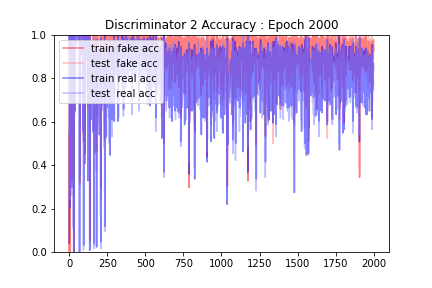 Discriminator 2 Accuracy : Epoch 2000
1.0
0.8
0.6
0.4
0.2
0.0
train fake acc
test fake acc
train real acc
test real acc
0 250 500 750 1000 1250 1500 1750 2000